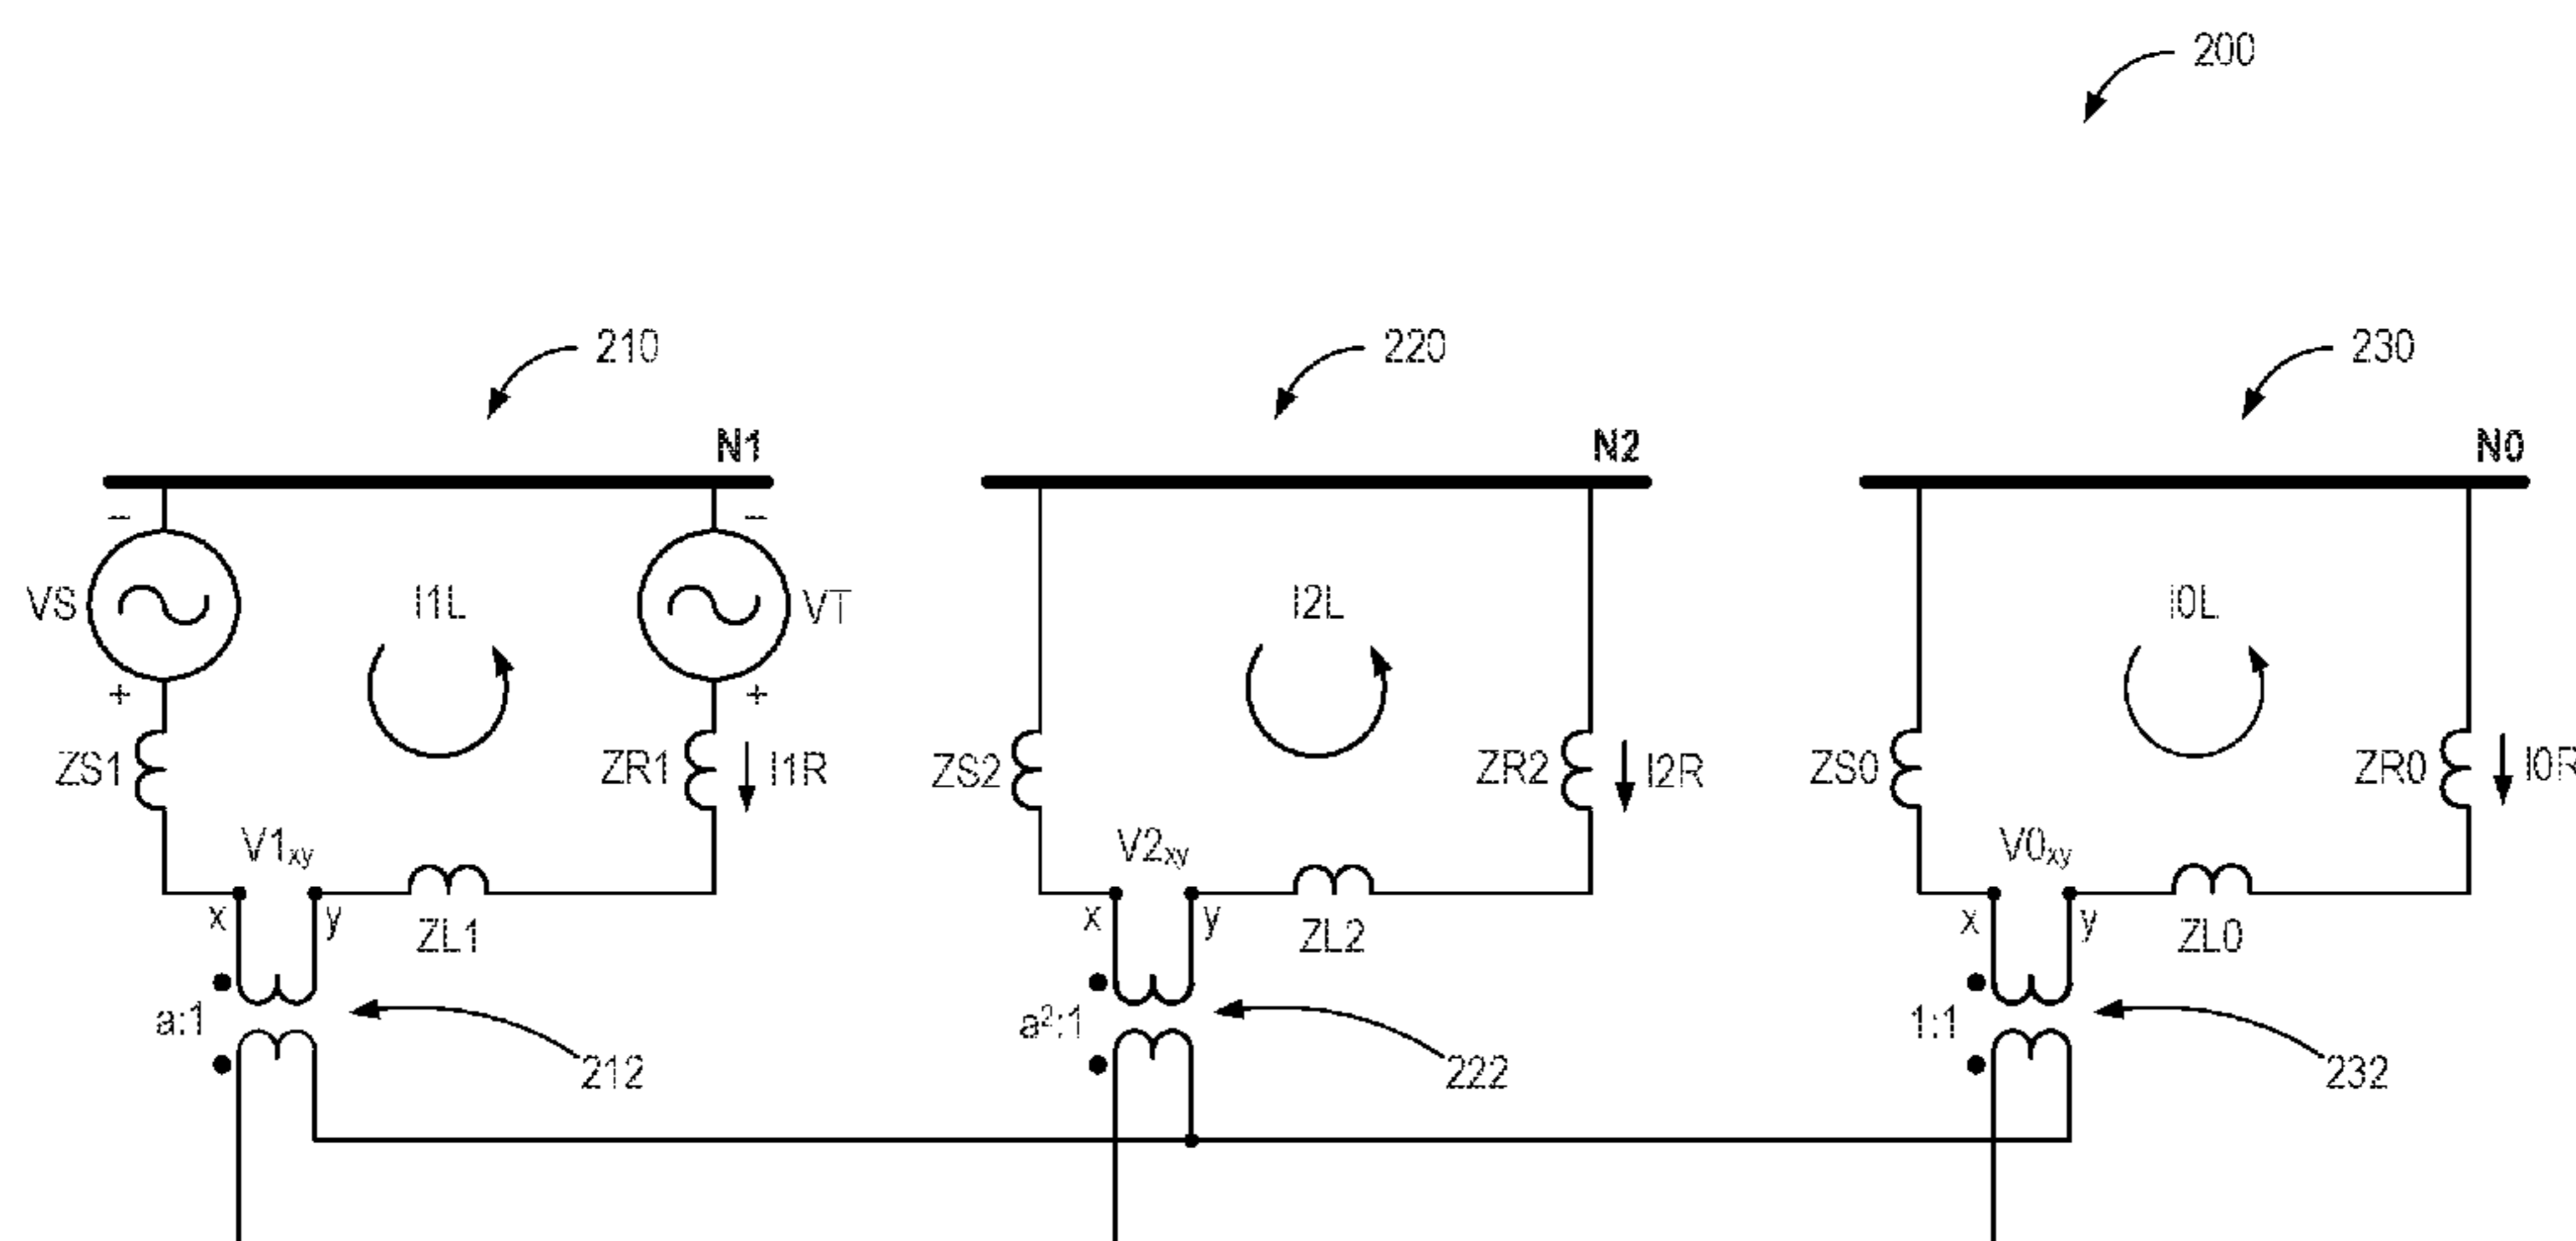 200
210
220
230
N1
N2
N0
− −
VS I1L VT
I2L
I0L
+ +
ZS1 ZR1 I1R
ZS2 ZR2 I2R
ZS0 ZR0 I0R
V1xy
V2xy
V0xy
x y ZL1
x y ZL2
x y ZL0
a:1
a²:1
1:1
212
222
232